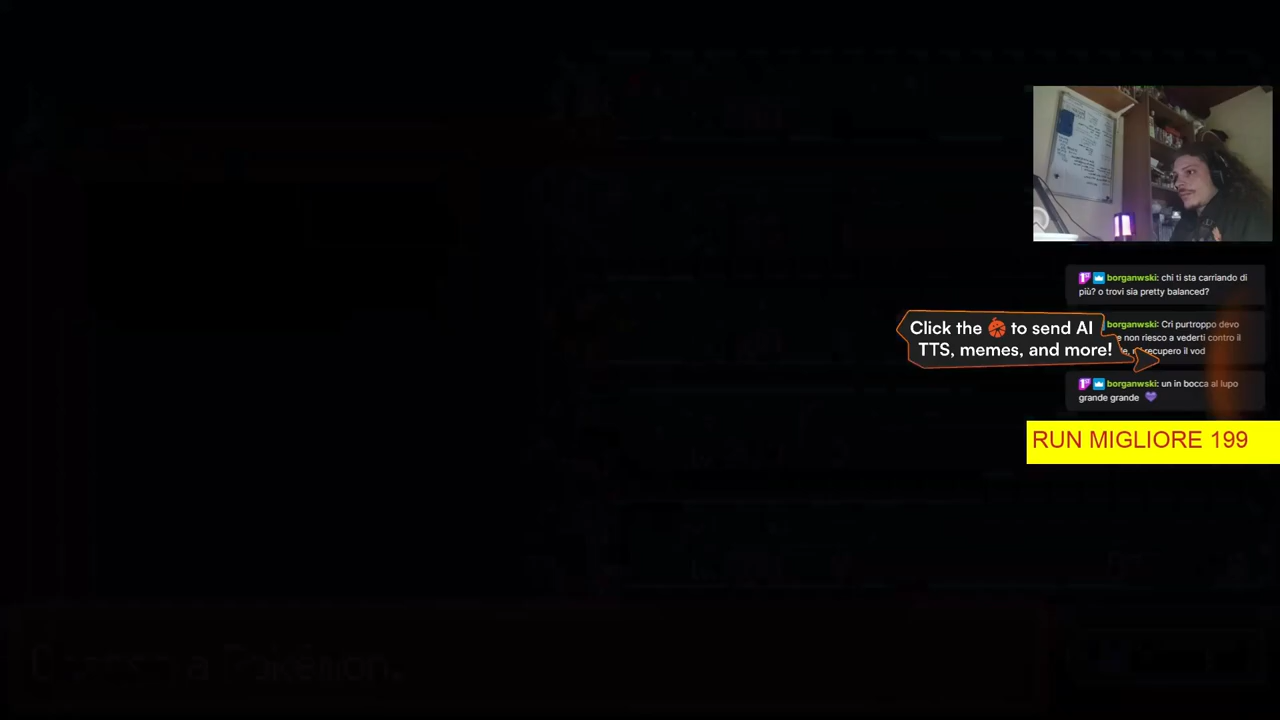 borganwski: chi ti sta carriando di
più? o trovi sia pretty balanced?
Click the to send AI
TTS, memes, and more!
borganwski: Cri purtroppo devo
e non riesco a vederti contro il
recupero il vod
borganwski: un in bocca al lupo
grande grande
RUN MIGLIORE 199
a Pokémon.